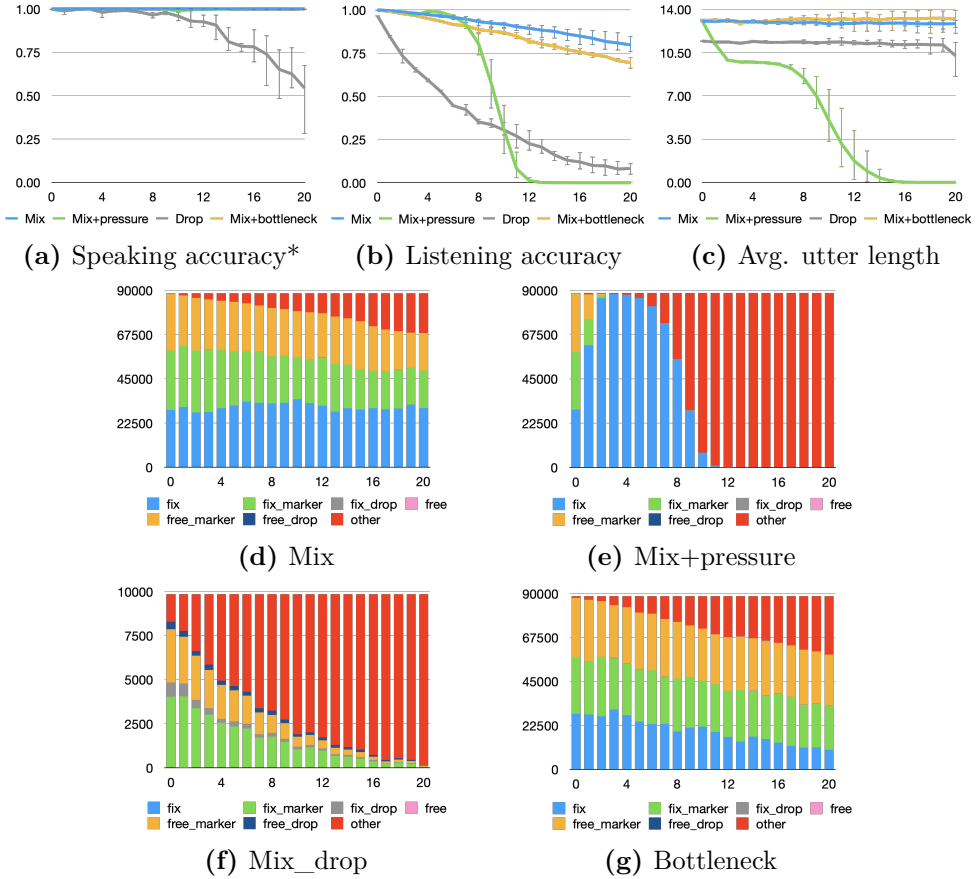 1.00
0.75
0.50
0.25
0.00
0 4 8 12 16 20
Mix Mix+pressure Drop Mix+bottleneck
(a) Speaking accuracy*
1.00
0.75
0.50
0.25
0.00
0 4 8 12 16 20
Mix Mix+pressure Drop Mix+bottleneck
(b) Listening accuracy
14.00
10.50
7.00
3.50
0.00
0 4 8 12 16 20
Mix Mix+pressure Drop Mix+bottleneck
(c) Avg. utter length
90000
67500
45000
22500
0
0 4 8 12 16 20
fix fix_marker fix_drop free
free_marker free_drop other
(d) Mix
90000
67500
45000
22500
0
0 4 8 12 16 20
fix fix_marker fix_drop free
free_marker free_drop other
(e) Mix+pressure
10000
7500
5000
2500
0
0 4 8 12 16 20
fix fix_marker fix_drop free
free_marker free_drop other
(f) Mix_drop
90000
67500
45000
22500
0
0 4 8 12 16 20
fix fix_marker fix_drop free
free_marker free_drop other
(g) Bottleneck